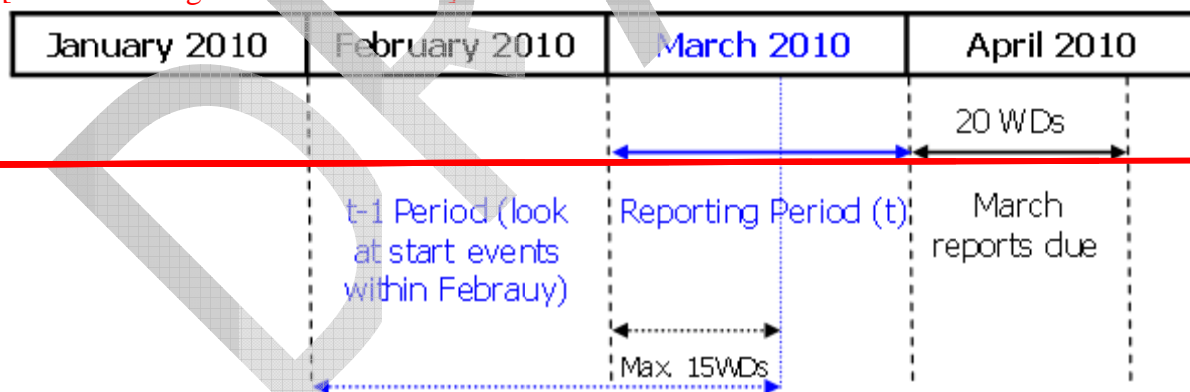 January 2010 February 2010 March 2010 April 2010
20 WDs
t-1 Period (look
at start events
within Febrauy)
Reporting Period (t)
March
reports due
Max. 15WDs